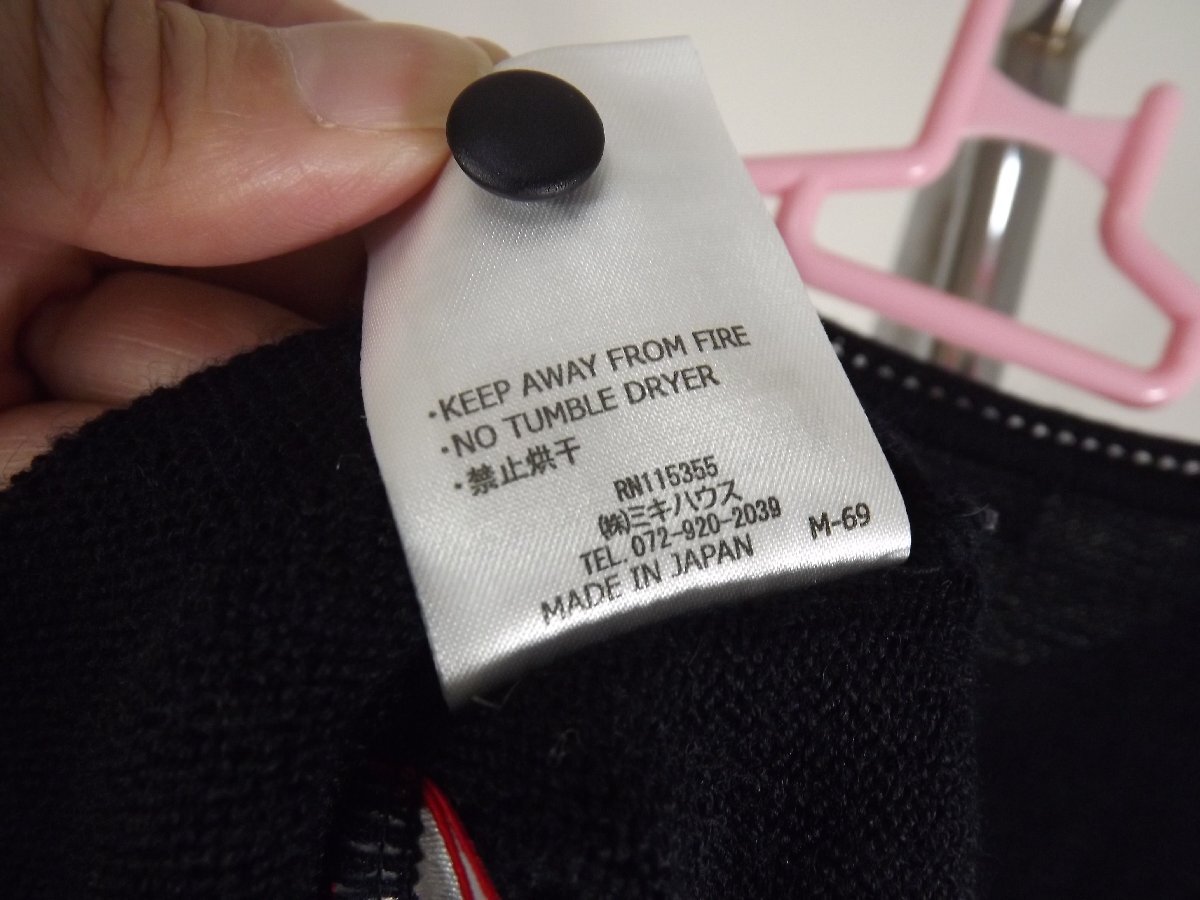 ・KEEP AWAY FROM FIRE
・NO TUMBLE DRYER
・禁止烘干
RN115355
㈱ミキハウス
TEL.072-920-2039
MADE IN JAPAN
M-69